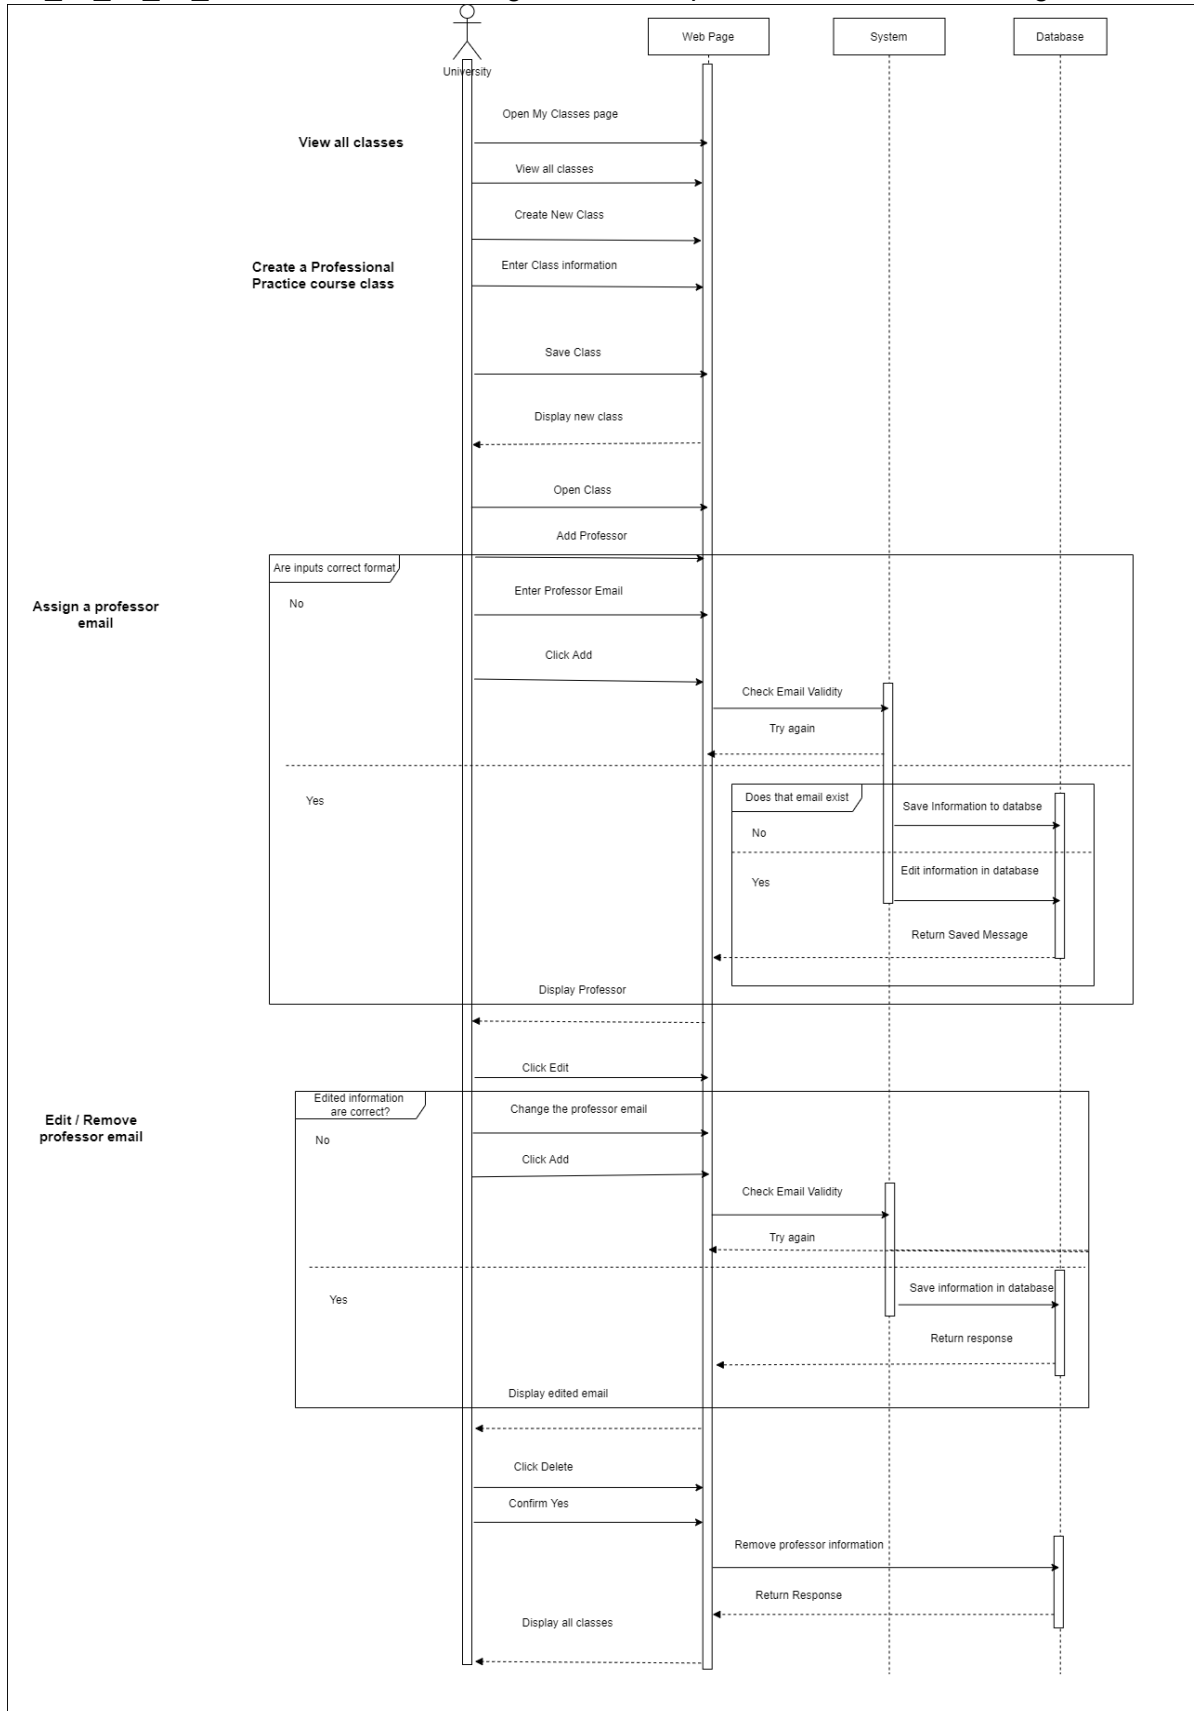 Web Page
System
Database
University
Open My Classes page
View all classes
View all classes
Create New Class
Enter Class information
Create a Professional
Practice course class
Save Class
Display new class
Open Class
Add Professor
Are inputs correct format
Enter Professor Email
No
Assign a professor
email
Click Add
Check Email Validity
Try again
Does that email exist
Yes
Save Information to databse
No
Edit information in database
Yes
Return Saved Message
Display Professor
Click Edit
Edited information
are correct?
Change the professor email
Edit / Remove
professor email
No
Click Add
Check Email Validity
Try again
Save information in database
Yes
Return response
Display edited email
Click Delete
Confirm Yes
Remove professor information
Return Response
Display all classes